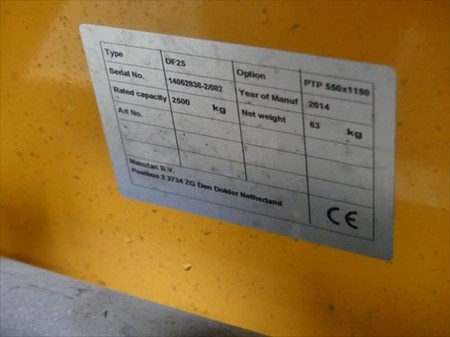 Type DF25 Option PTP 550x1150
Serial No. 14052838-2/082 Year of Manuf 2014
Rated capacity 2500 kg Net weight 63 kg
Art No.
Manutan B.V.
Postbus 2 3734 ZG Den Dolder Netherland
CE